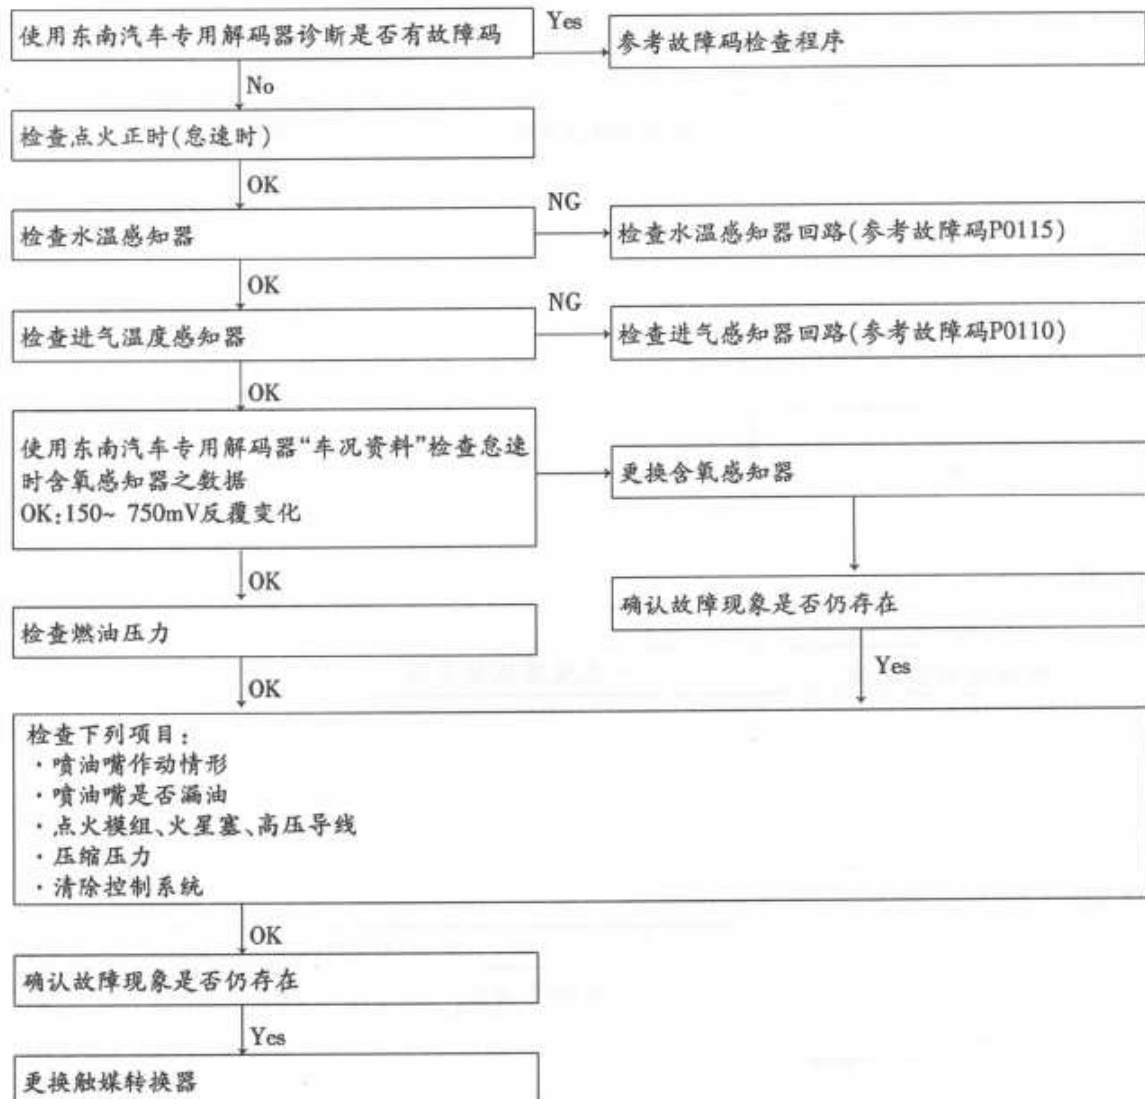 使用东南汽车专用解码器诊断是否有故障码
Yes
参考故障码检查程序
No
检查点火正时(怠速时)
OK
检查水温感知器
NG
检查水温感知器回路(参考故障码P0115)
OK
检查进气温度感知器
NG
检查进气感知器回路(参考故障码P0110)
OK
使用东南汽车专用解码器“车况资料”检查怠速
时含氧感知器之数据
OK:150~ 750mV反覆变化
更换含氧感知器
OK
确认故障现象是否仍存在
检查燃油压力
Yes
OK
检查下列项目:
·喷油嘴作动情形
·喷油嘴是否漏油
·点火模组、火星塞、高压导线
·压缩压力
·清除控制系统
OK
确认故障现象是否仍存在
Yes
更换触媒转换器